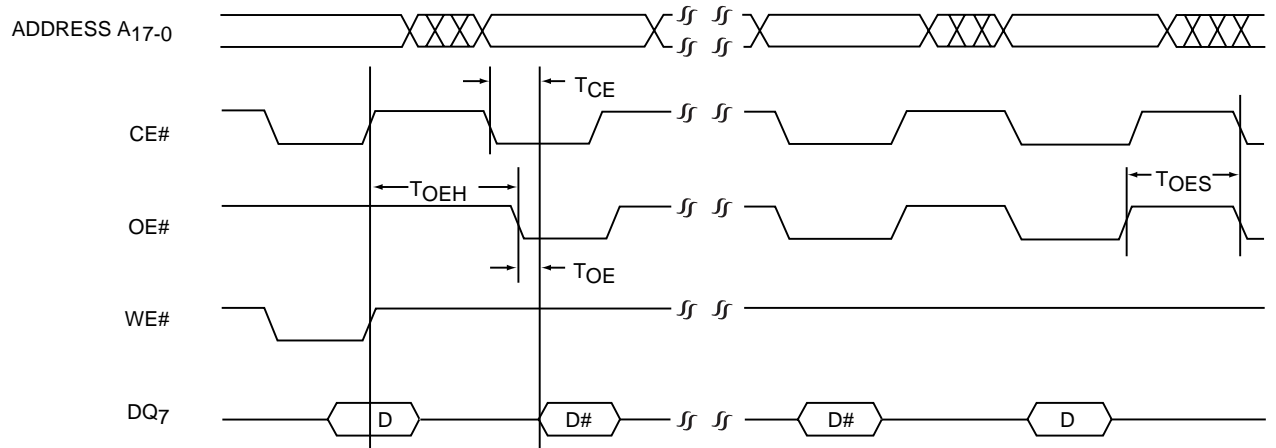 ADDRESS A17-0
TCE
CE#
TOEH
TOES
OE#
TOE
WE#
DQ7
D
D#
D#
D